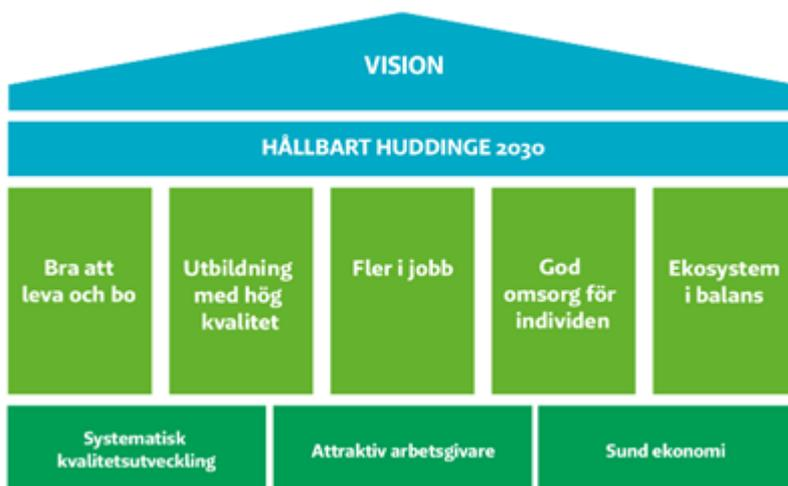 VISION
HÅLLBART HUDDINGE 2030
Bra att
leva och bo
Utbildning
med hög
kvalitet
Fler i jobb
God
omsorg för
individen
Ekosystem
i balans
Systematisk
kvalitetsutveckling
Attraktiv arbetsgivare
Sund ekonomi